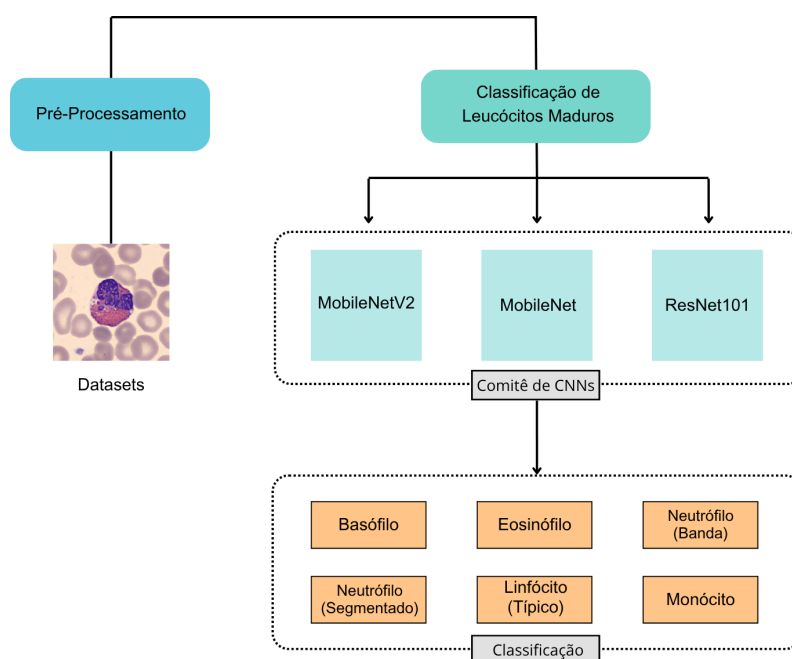 Pré-Processamento
Classificação de
Leucócitos Maduros
Datasets
MobileNetV2
MobileNet
ResNet101
Comitê de CNNs
Basófilo
Eosinófilo
Neutrófilo
(Banda)
Neutrófilo
(Segmentado)
Linfócito
(Típico)
Monócito
Classificação